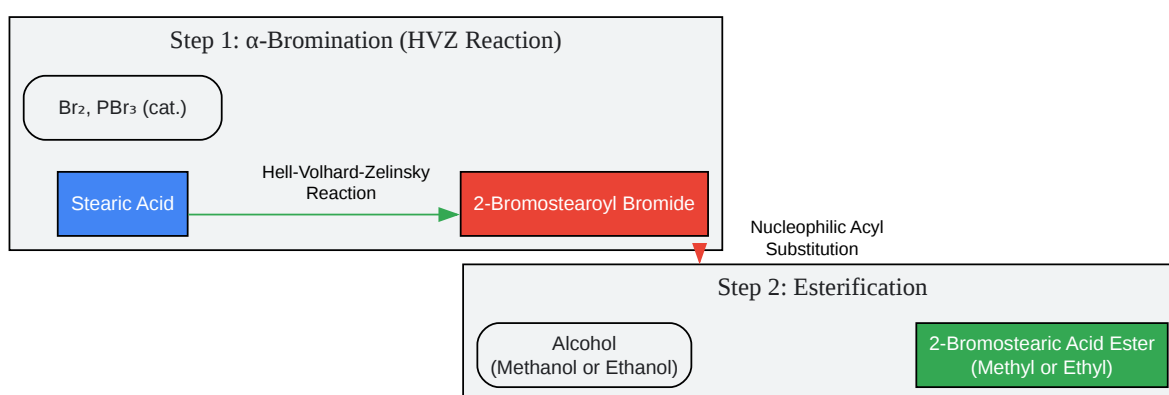 Step 1: α-Bromination (HVZ Reaction)
Br₂, PBr₃ (cat.)
Hell-Volhard-Zelinsky
Reaction
Stearic Acid
2-Bromostearoyl Bromide
Nucleophilic Acyl
Substitution
Step 2: Esterification
Alcohol
(Methanol or Ethanol)
2-Bromostearic Acid Ester
(Methyl or Ethyl)